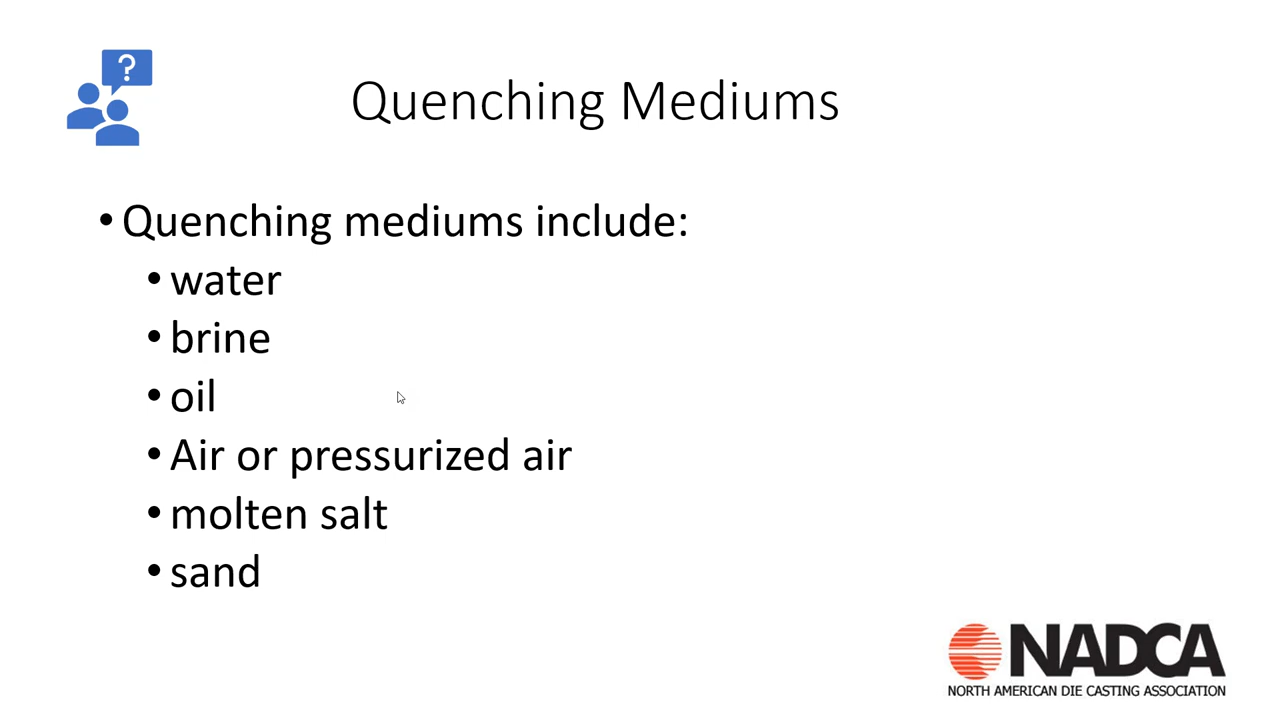 ?
Quenching Mediums
• Quenching mediums include:
• water
• brine
• oil
• Air or pressurized air
• molten salt
• sand
NADCA
NORTH AMERICAN DIE CASTING ASSOCIATION